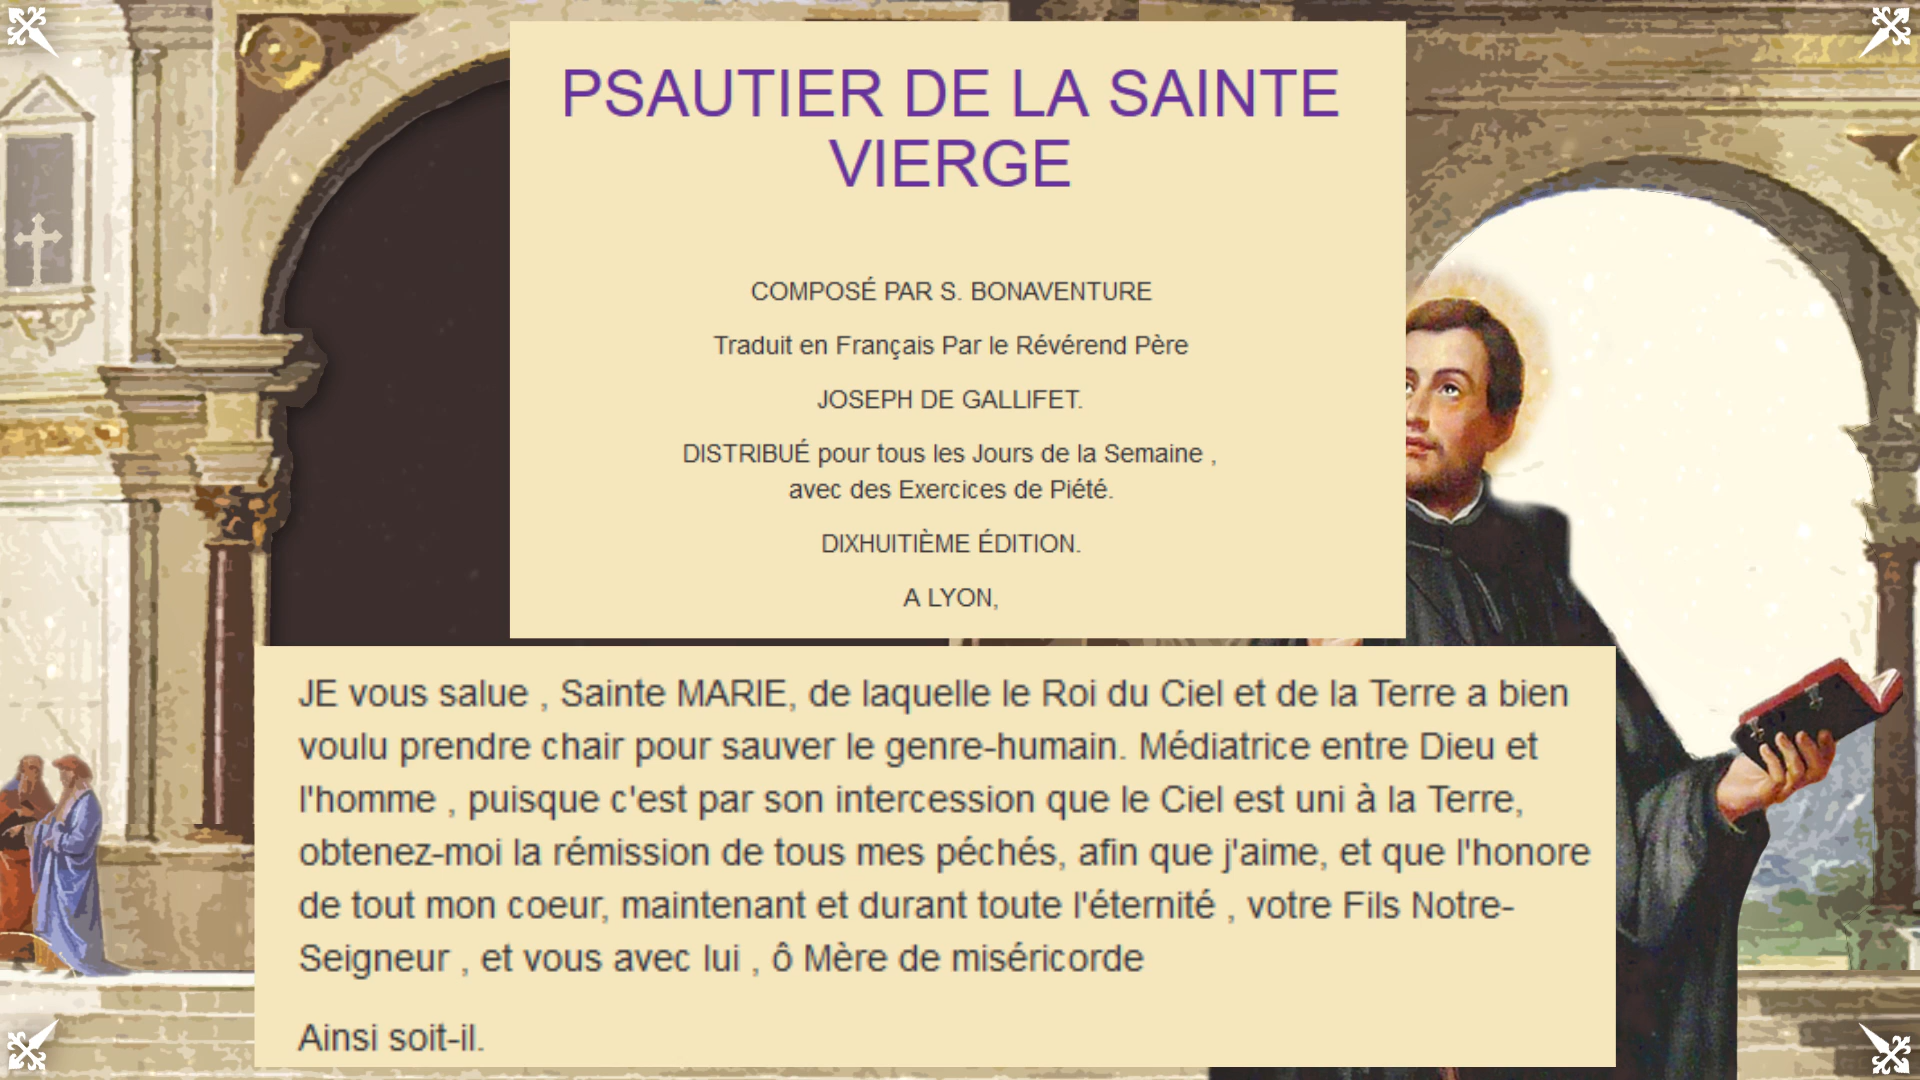 PSAUTIER DE LA SAINTE
VIERGE
COMPOSÉ PAR S. BONAVENTURE
Traduit en Français Par le Révérend Père
JOSEPH DE GALLIFET.
DISTRIBUÉ pour tous les Jours de la Semaine ,
avec des Exercices de Piété.
DIXHUITIÈME ÉDITION.
A LYON,
JE vous salue , Sainte MARIE, de laquelle le Roi du Ciel et de la Terre a bien
voulu prendre chair pour sauver le genre-humain. Médiatrice entre Dieu et
l'homme , puisque c'est par son intercession que le Ciel est uni à la Terre,
obtenez-moi la rémission de tous mes péchés, afin que j'aime, et que l'honore
de tout mon coeur, maintenant et durant toute l'éternité , votre Fils Notre-
Seigneur , et vous avec lui , ô Mère de miséricorde
Ainsi soit-il.